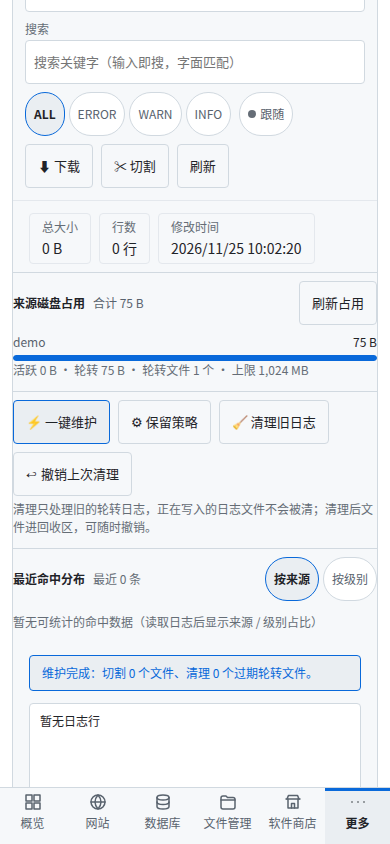 搜索
搜索关键字（输入即搜，字面匹配）
ALL ERROR WARN INFO 跟随
下载 切割 刷新
总大小 行数 修改时间
0 B 0 行 2026/11/25 10:02:20
来源磁盘占用 合计 75 B 刷新占用
demo 75 B
活跃 0 B · 轮转 75 B · 轮转文件 1 个 · 上限 1,024 MB
⚡ 一键维护 ⚙ 保留策略 🧹 清理旧日志
↩ 撤销上次清理
清理只处理旧的轮转日志，正在写入的日志文件不会被清；清理后文
件进回收区，可随时撤销。
最近命中分布 最近 0 条 按来源 按级别
暂无可统计的命中数据（读取日志后显示来源 / 级别占比）
维护完成：切割 0 个文件、清理 0 个过期轮转文件。
暂无日志行
概览 网站 数据库 文件管理 软件商店 更多